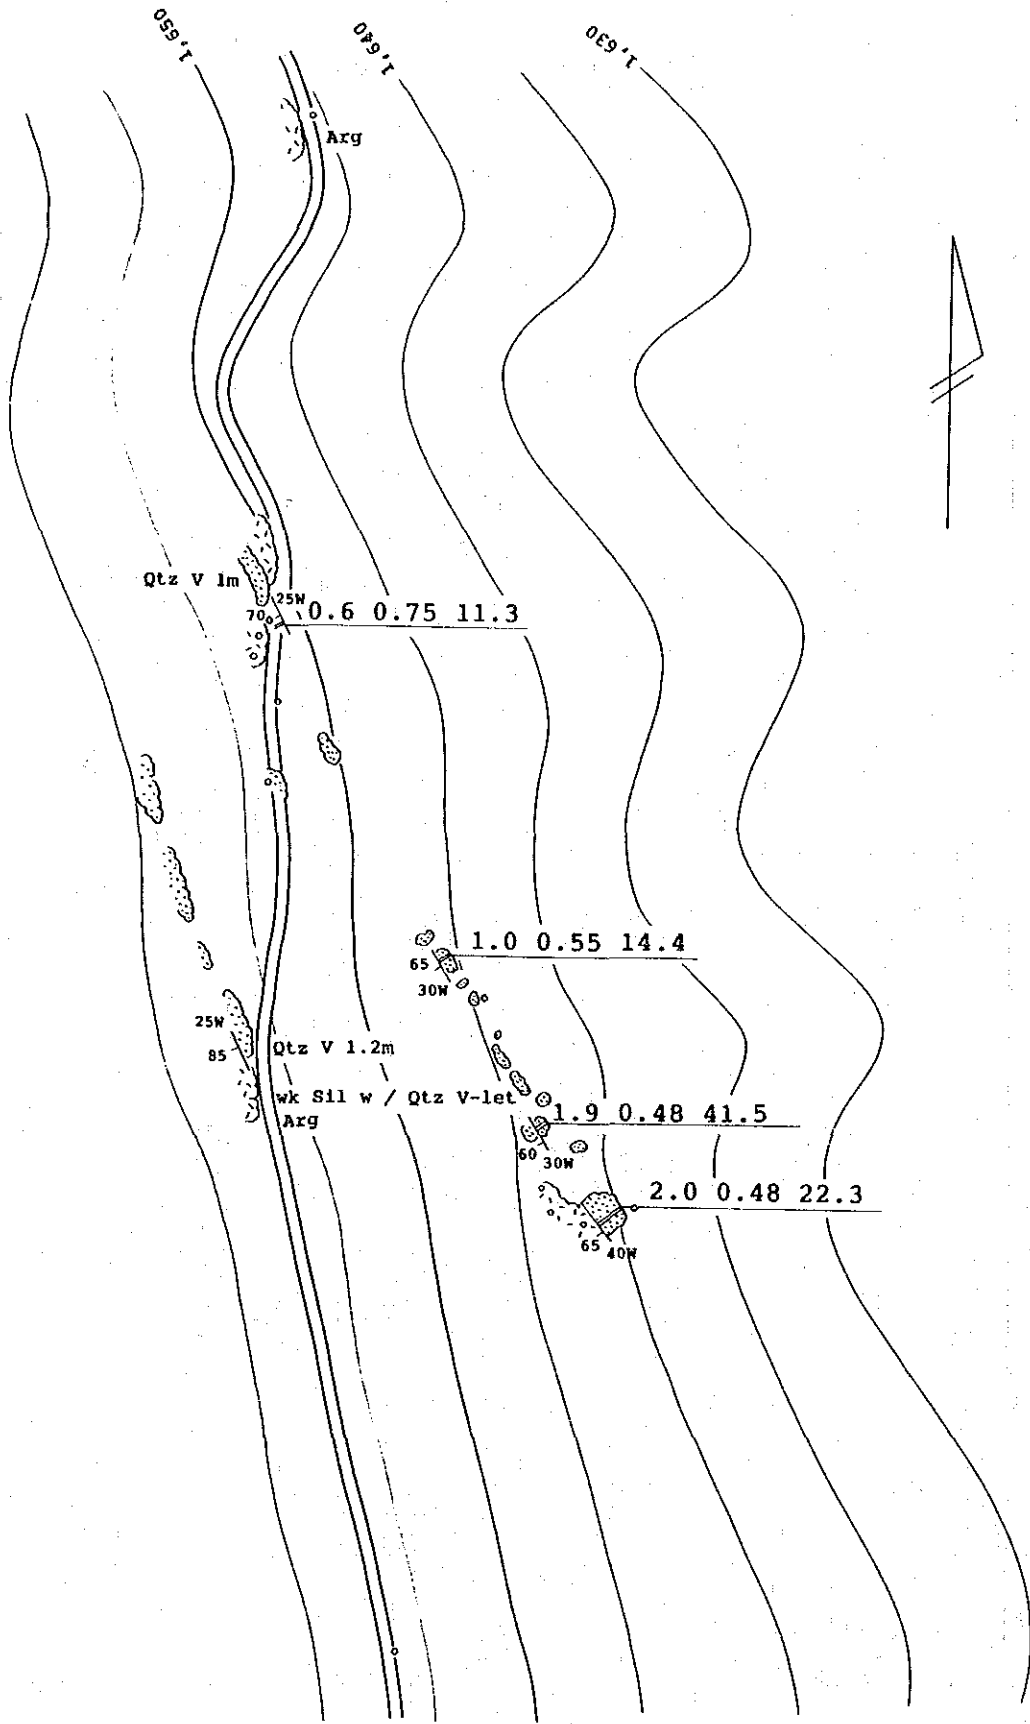 1,650
1,640
1,630
Arg
Qtz V 1m
25W
70
0.6 0.75 11.3
1.0 0.55 14.4
65
30W
25W
85
Qtz V 1.2m
wk Sil w / Qtz V-let
Arg
1.9 0.48 41.5
60
30W
2.0 0.48 22.3
65
40W